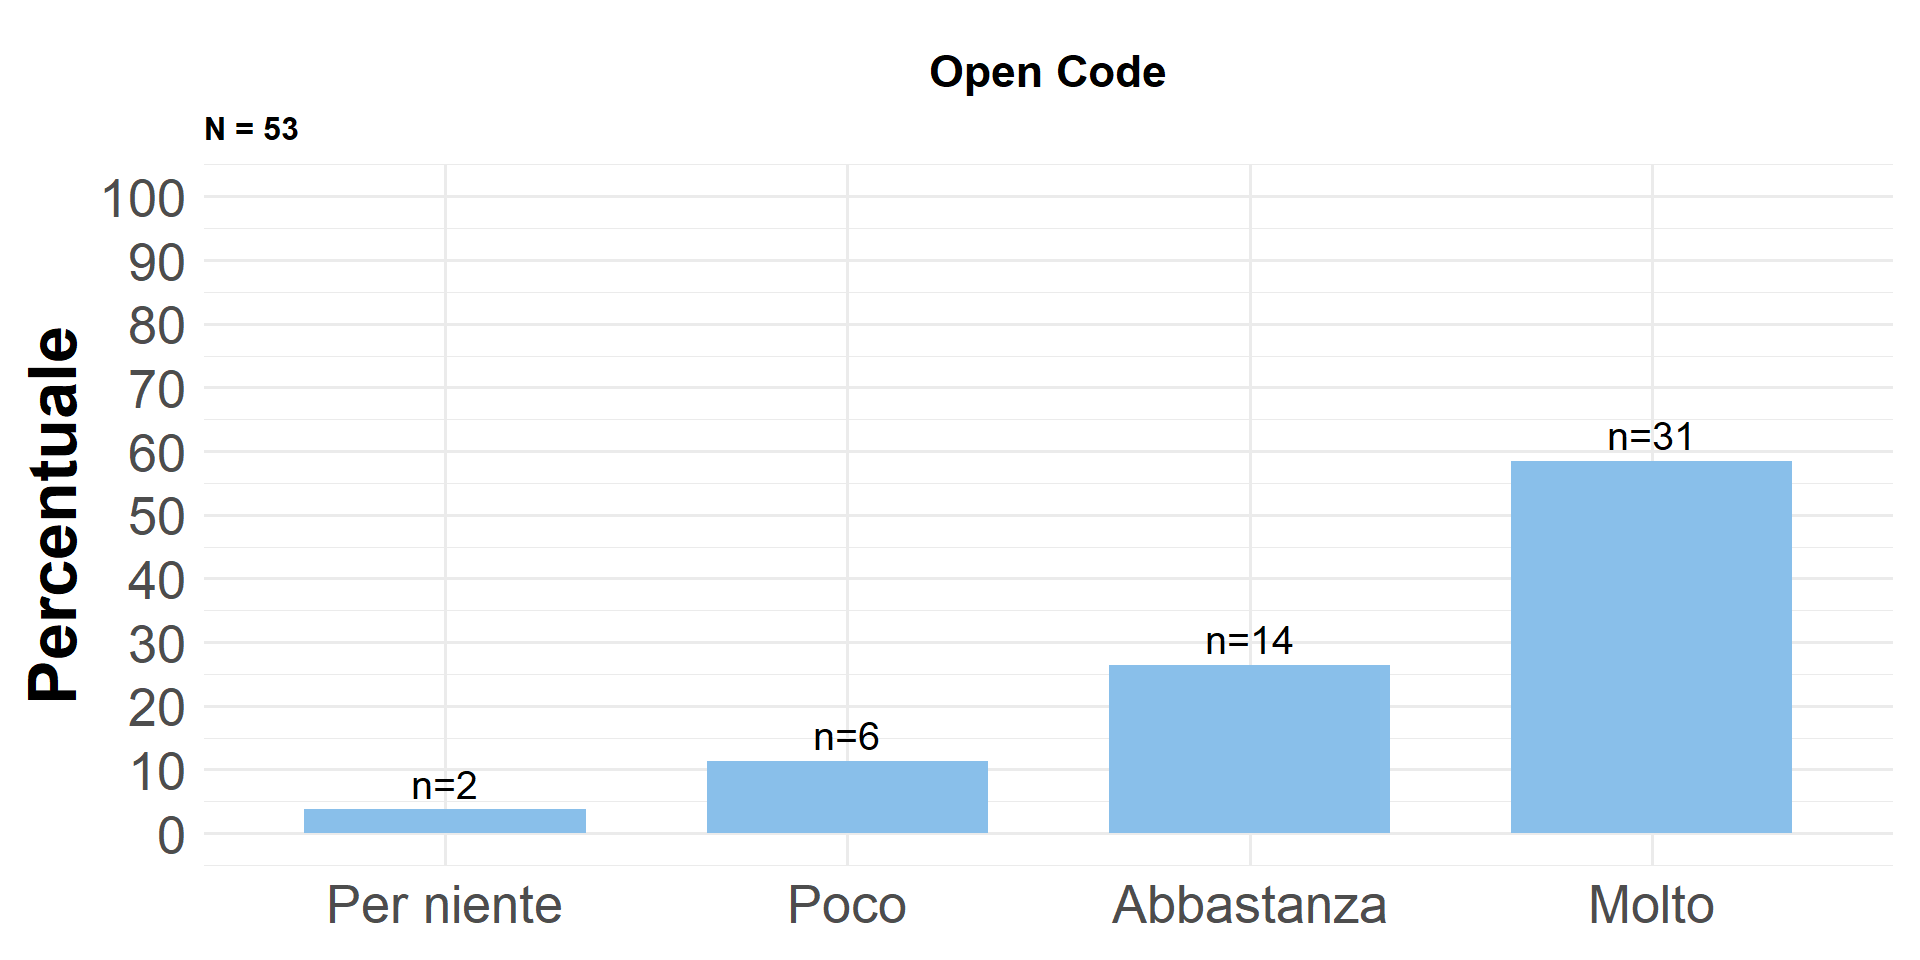 Open Code
N = 53
Percentuale
100
90
80
70
60
50
40
30
20
10
0
n=2
n=6
n=14
n=31
Per niente
Poco
Abbastanza
Molto